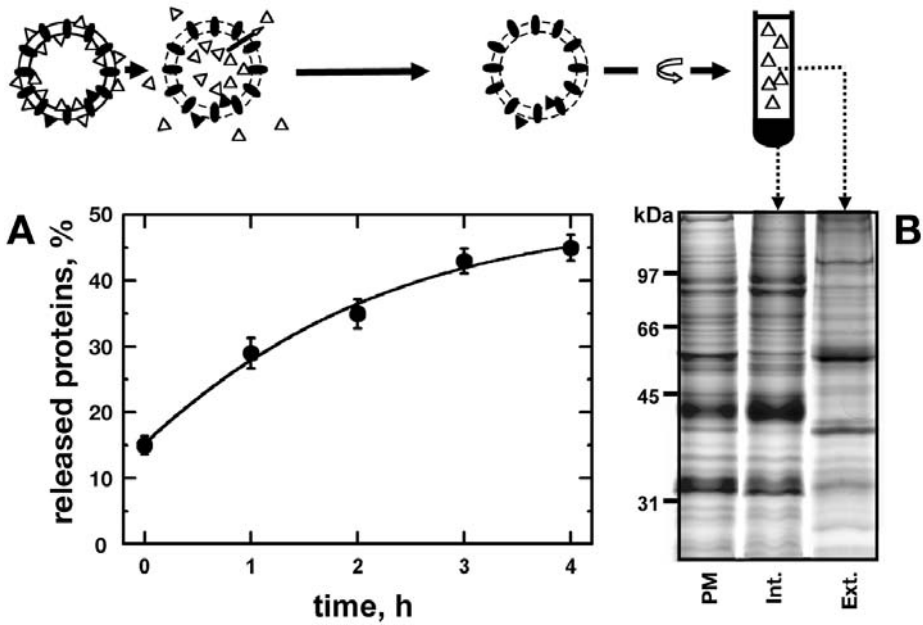 A
released proteins, %
50
40
30
20
10
0
0 1 2 3 4
time, h
B
kDa
97
66
45
31
PM Int. Ext.